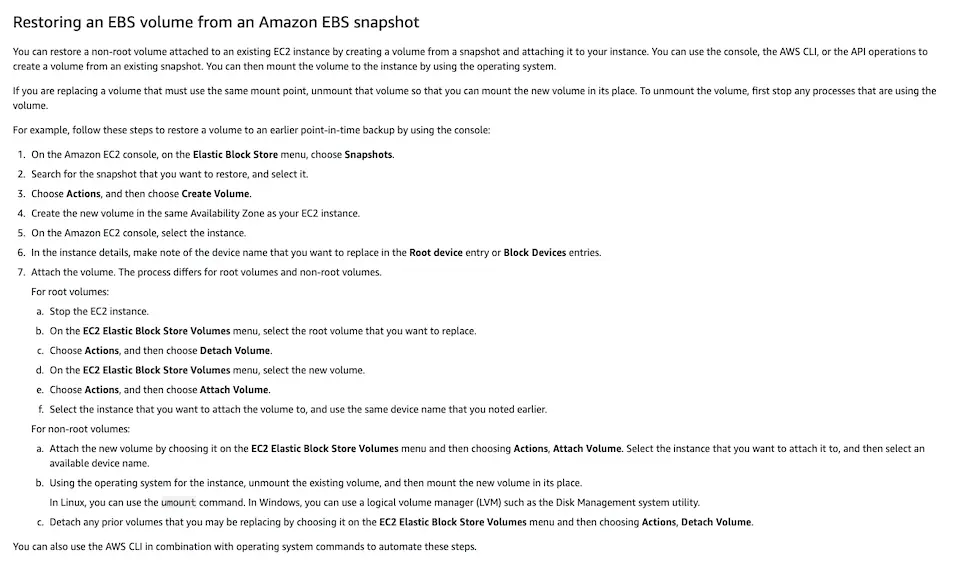 Restoring an EBS volume from an Amazon EBS snapshot
You can restore a non-root volume attached to an existing EC2 instance by creating a volume from a snapshot and attaching it to your instance. You can use the console, the AWS CLI, or the API operations to
create a volume from an existing snapshot. You can then mount the volume to the instance by using the operating system.
If you are replacing a volume that must use the same mount point, unmount that volume so that you can mount the new volume in its place. To unmount the volume, first stop any processes that are using the
volume.
For example, follow these steps to restore a volume to an earlier point-in-time backup by using the console:
1. On the Amazon EC2 console, on the Elastic Block Store menu, choose Snapshots.
2. Search for the snapshot that you want to restore, and select it.
3. Choose Actions, and then choose Create Volume.
4. Create the new volume in the same Availability Zone as your EC2 instance.
5. On the Amazon EC2 console, select the instance.
6. In the instance details, make note of the device name that you want to replace in the Root device entry or Block Devices entries.
7. Attach the volume. The process differs for root volumes and non-root volumes.
For root volumes:
a. Stop the EC2 instance.
b. On the EC2 Elastic Block Store Volumes menu, select the root volume that you want to replace.
c. Choose Actions, and then choose Detach Volume.
d. On the EC2 Elastic Block Store Volumes menu, select the new volume.
e. Choose Actions, and then choose Attach Volume.
f. Select the instance that you want to attach the volume to, and use the same device name that you noted earlier.
For non-root volumes:
a. Attach the new volume by choosing it on the EC2 Elastic Block Store Volumes menu and then choosing Actions, Attach Volume. Select the instance that you want to attach it to, and then select an
available device name.
b. Using the operating system for the instance, unmount the existing volume, and then mount the new volume in its place.
In Linux, you can use the umount command. In Windows, you can use a logical volume manager (LVM) such as the Disk Management system utility.
c. Detach any prior volumes that you may be replacing by choosing it on the EC2 Elastic Block Store Volumes menu and then choosing Actions, Detach Volume.
You can also use the AWS CLI in combination with operating system commands to automate these steps.